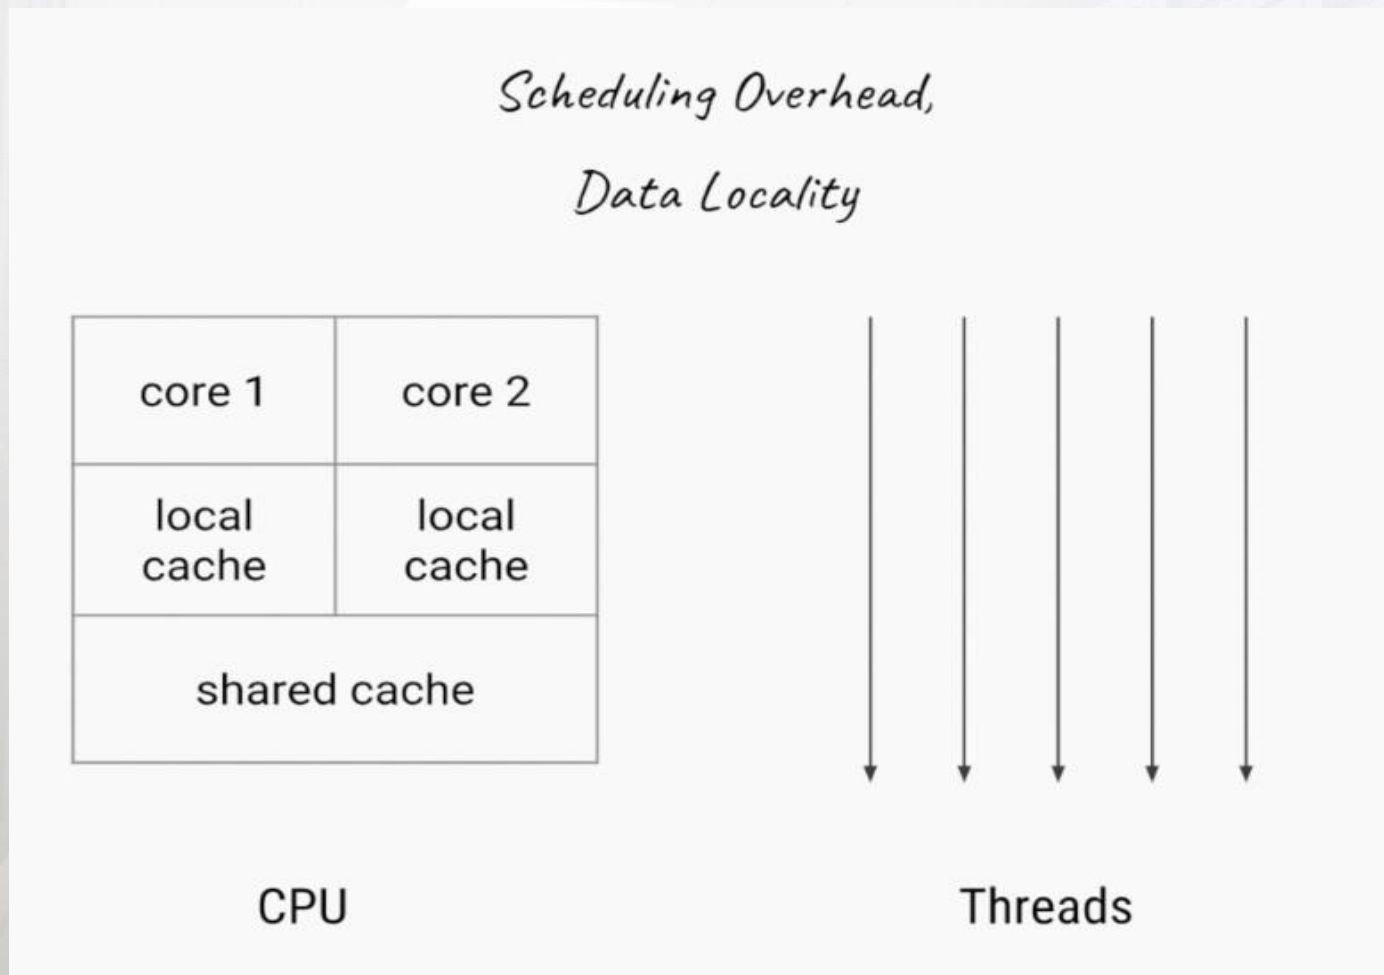 Scheduling Overhead,
Data Locality
core 1
core 2
local
cache
local
cache
shared cache
CPU
Threads